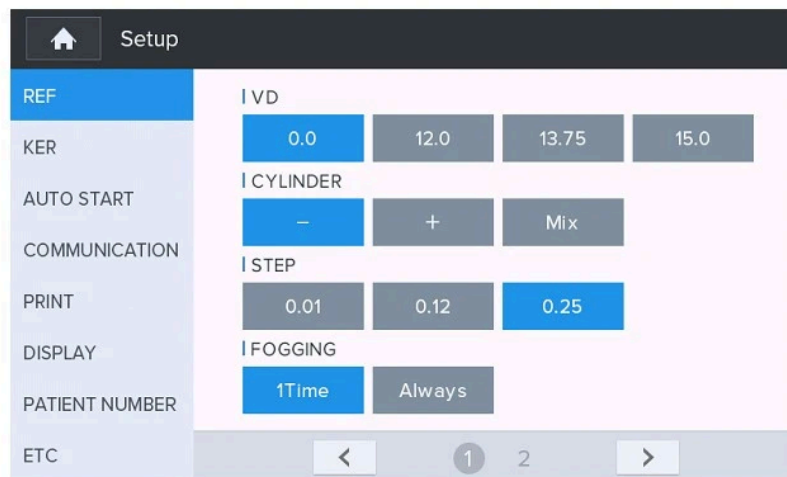 Setup
REF
KER
AUTO START
COMMUNICATION
PRINT
DISPLAY
PATIENT NUMBER
ETC
VD
0.0 12.0 13.75 15.0
CYLINDER
− + Mix
STEP
0.01 0.12 0.25
FOGGING
1Time Always
< 1 2 >